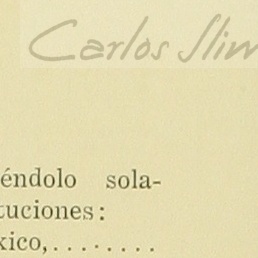 Carlos Slim
éndolo sola-
tuciones:
xico,........